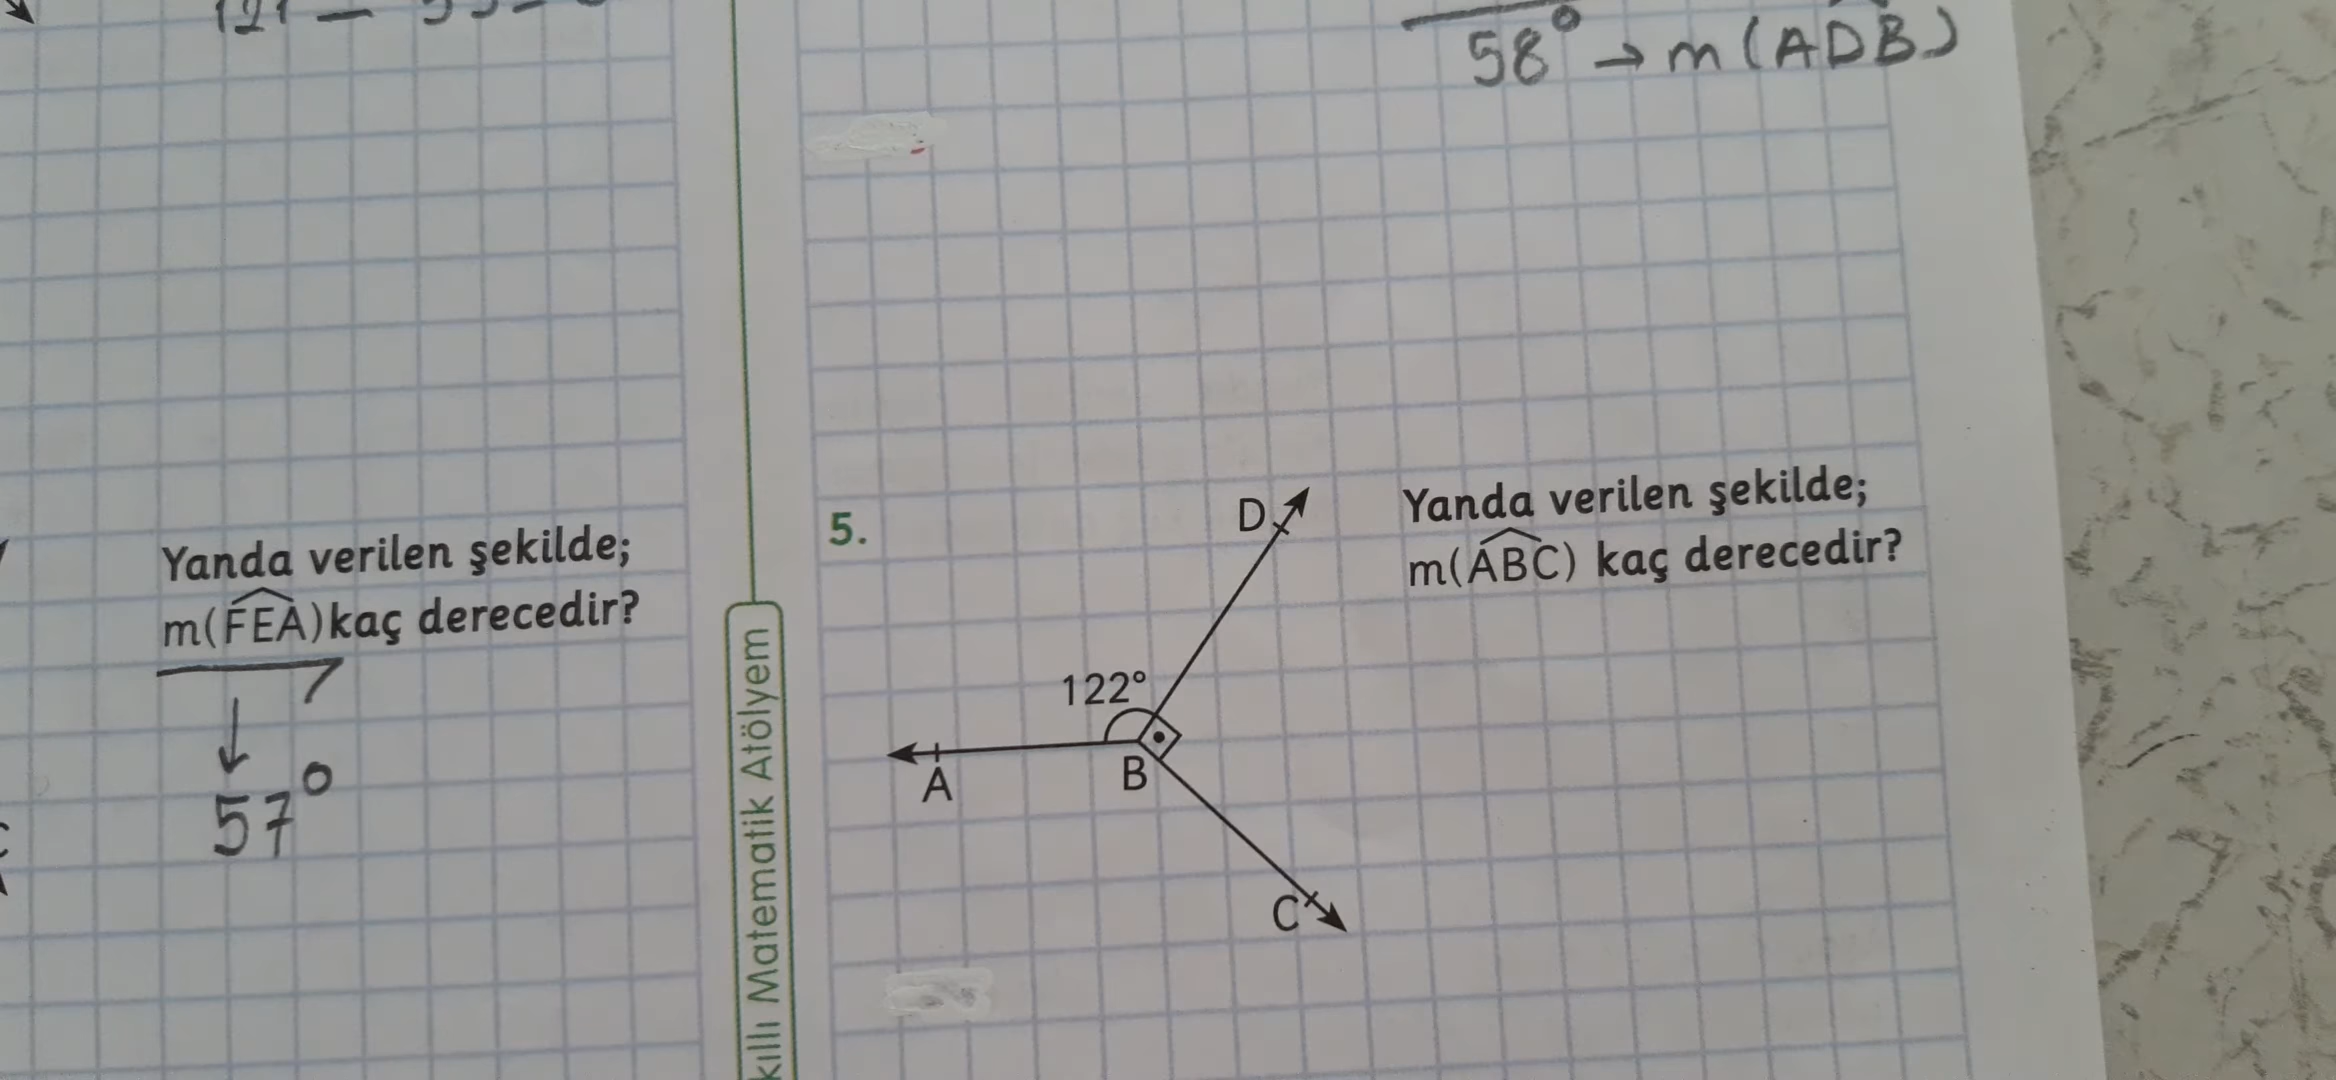 58° → m(ADB)
Yanda verilen şekilde;
m(FEA) kaç derecedir?
57°
Matematik Atölyem
5.
D
122°
A
B
C
Yanda verilen şekilde;
m(ABC) kaç derecedir?